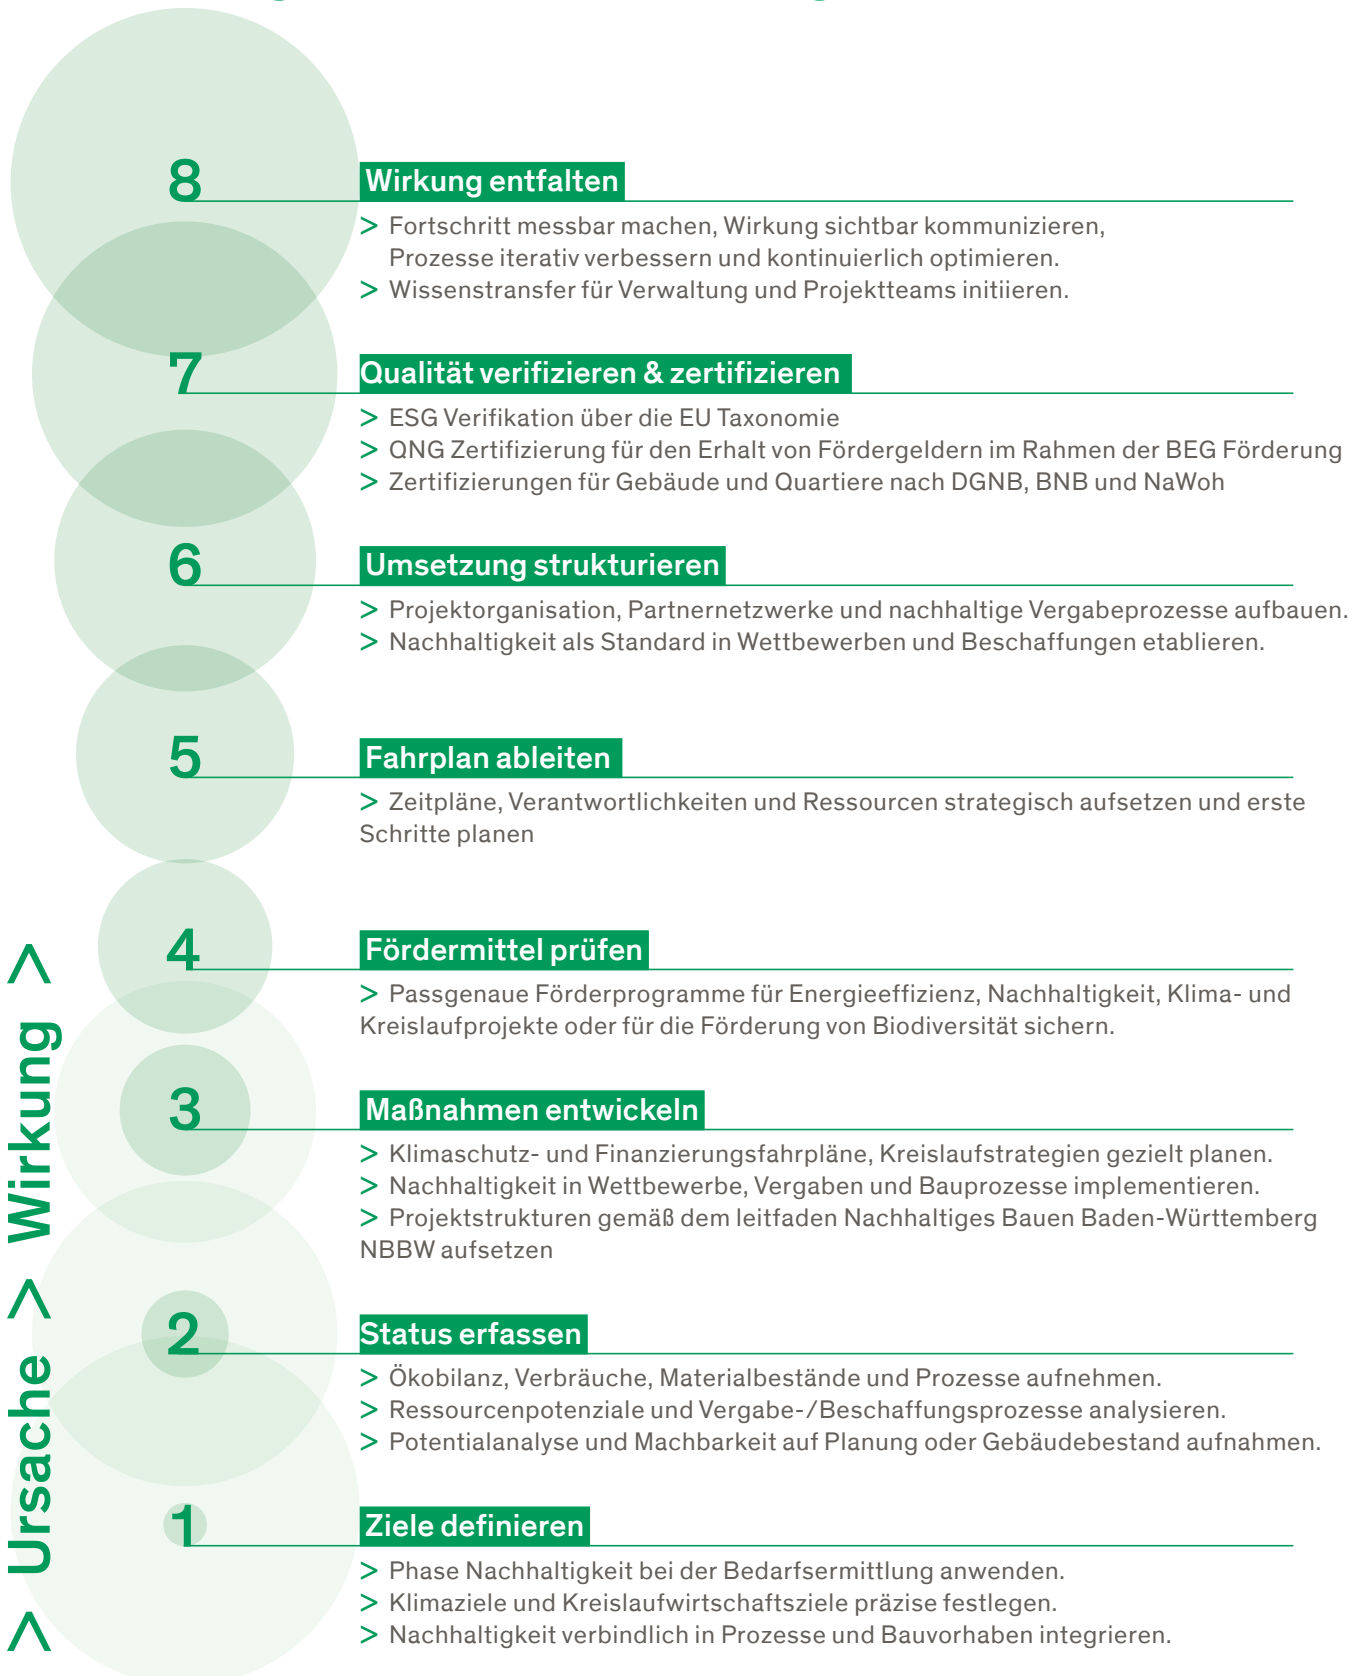 8
Wirkung entfalten
> Fortschritt messbar machen, Wirkung sichtbar kommunizieren,
Prozesse iterativ verbessern und kontinuierlich optimieren.
> Wissenstransfer für Verwaltung und Projektteams initiieren.
7
Qualität verifizieren & zertifizieren
> ESG Verifikation über die EU Taxonomie
> QNG Zertifizierung für den Erhalt von Fördergeldern im Rahmen der BEG Förderung
> Zertifizierungen für Gebäude und Quartiere nach DGNB, BNB und NaWoh
6
Umsetzung strukturieren
> Projektorganisation, Partnernetzwerke und nachhaltige Vergabeprozesse aufbauen.
> Nachhaltigkeit als Standard in Wettbewerben und Beschaffungen etablieren.
5
Fahrplan ableiten
> Zeitpläne, Verantwortlichkeiten und Ressourcen strategisch aufsetzen und erste
Schritte planen
4
Fördermittel prüfen
> Passgenaue Förderprogramme für Energieeffizienz, Nachhaltigkeit, Klima- und
Kreislaufprojekte oder für die Förderung von Biodiversität sichern.
3
Maßnahmen entwickeln
> Klimaschutz- und Finanzierungsfahrpläne, Kreislaufstrategien gezielt planen.
> Nachhaltigkeit in Wettbewerbe, Vergaben und Bauprozesse implementieren.
> Projektstrukturen gemäß dem leitfaden Nachhaltiges Bauen Baden-Württemberg
NBBW aufsetzen
2
Status erfassen
> Ökobilanz, Verbräuche, Materialbestände und Prozesse aufnehmen.
> Ressourcenpotenziale und Vergabe-/Beschaffungsprozesse analysieren.
> Potentialanalyse und Machbarkeit auf Planung oder Gebäudebestand aufnahmen.
1
Ziele definieren
> Phase Nachhaltigkeit bei der Bedarfsermittlung anwenden.
> Klimaziele und Kreislaufwirtschaftsziele präzise festlegen.
> Nachhaltigkeit verbindlich in Prozesse und Bauvorhaben integrieren.
> Ursache > Wirkung >